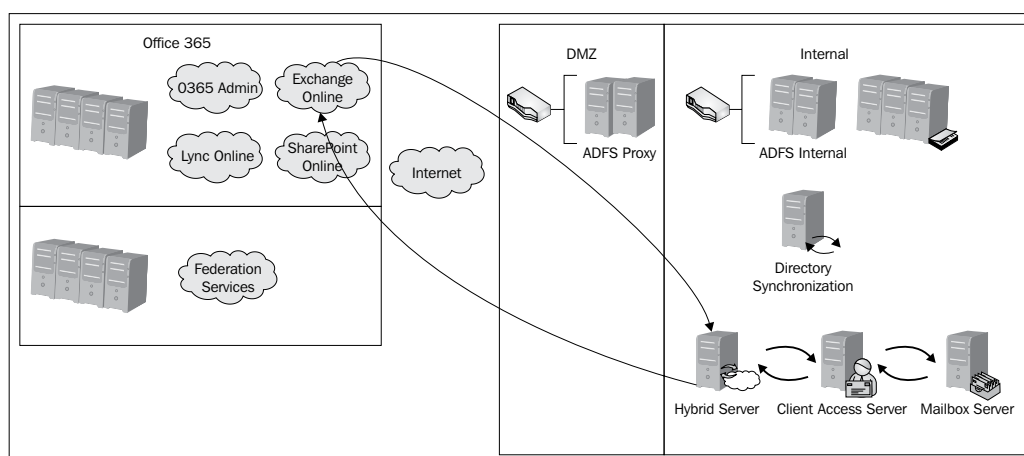 Office 365
O365 Admin
Exchange
Online
Lync Online
SharePoint
Online
Internet
Federation
Services
DMZ
ADFS Proxy
Internal
ADFS Internal
Directory
Synchronization
Hybrid Server
Client Access Server
Mailbox Server